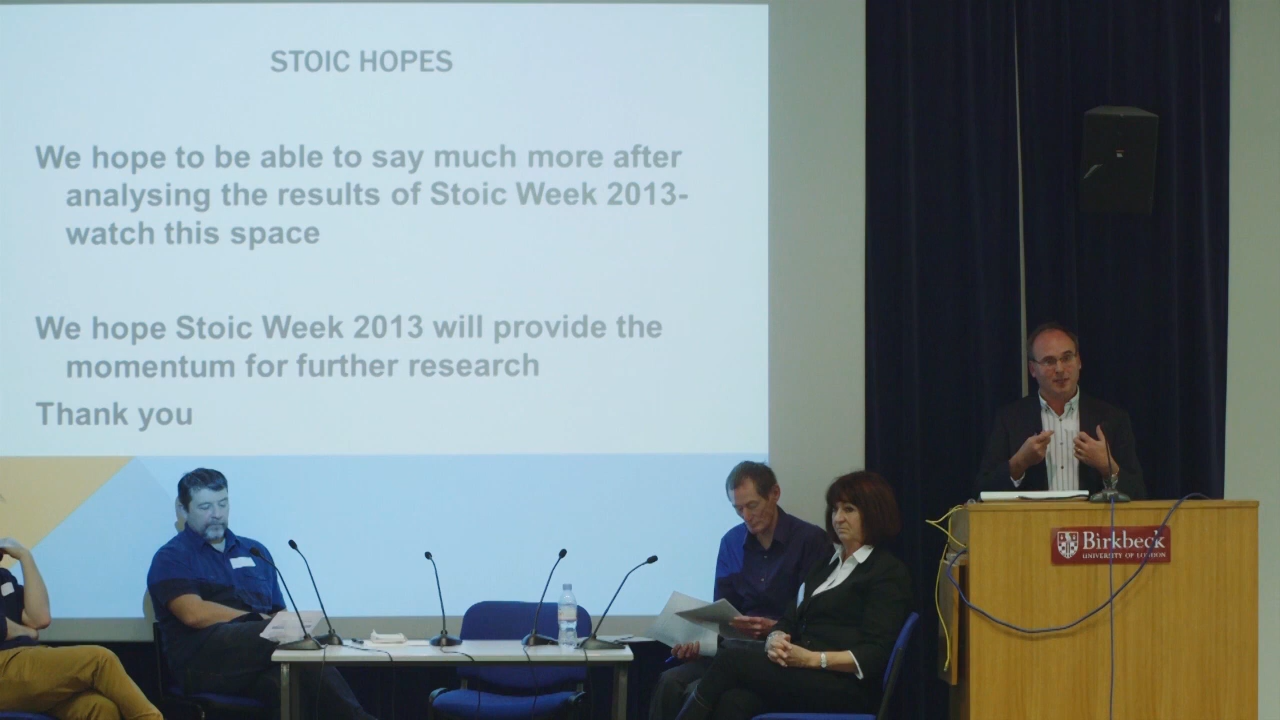 STOIC HOPES
We hope to be able to say much more after
analysing the results of Stoic Week 2013-
watch this space
We hope Stoic Week 2013 will provide the
momentum for further research
Thank you
Birkbeck
UNIVERSITY OF LONDON